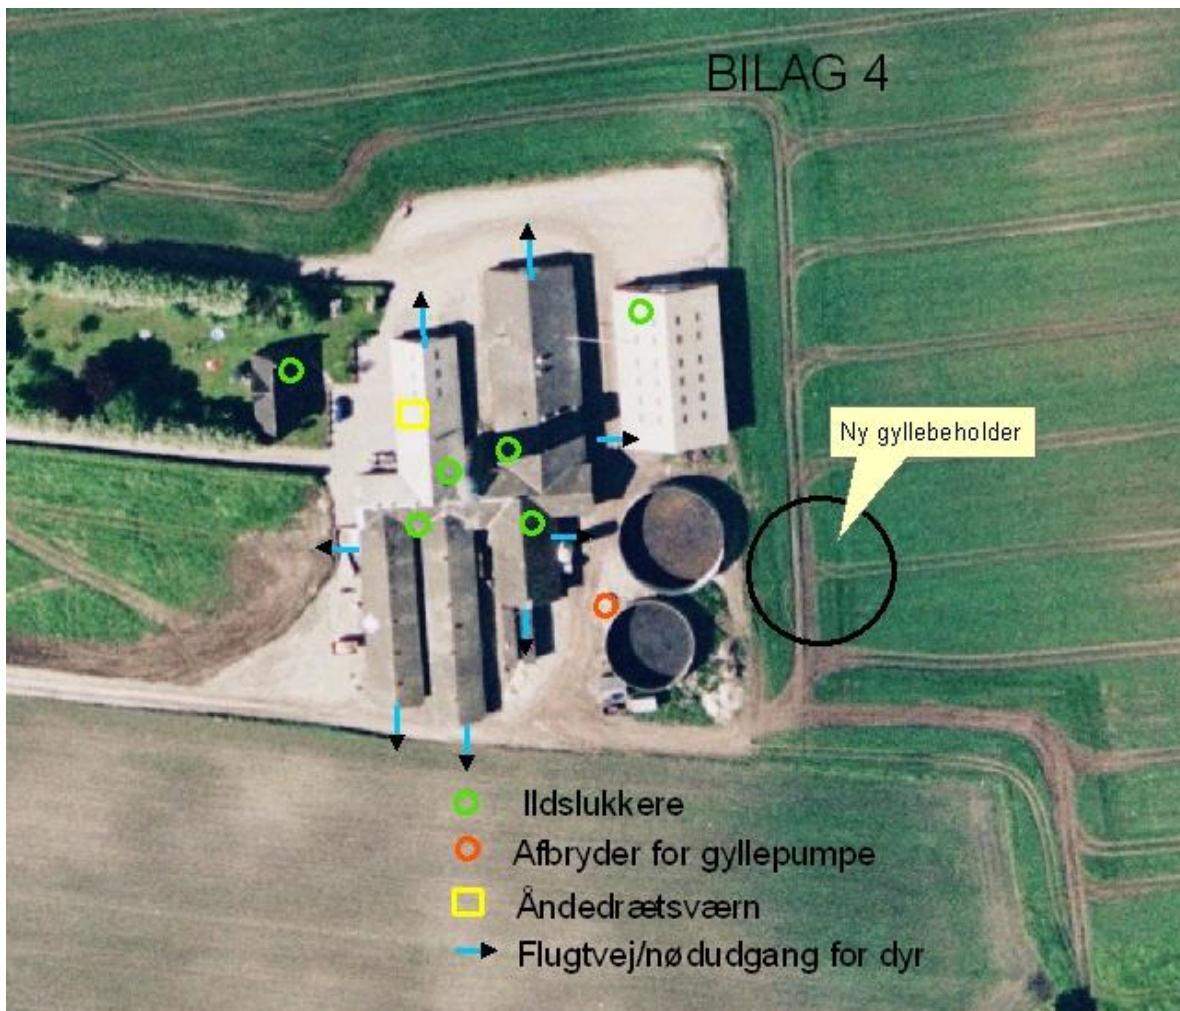 BILAG 4
Ny gyllebeholder
Ildslukkere
Afbryder for gyllepumpe
Åndedrætsværn
Flugtvej/nødudgang for dyr